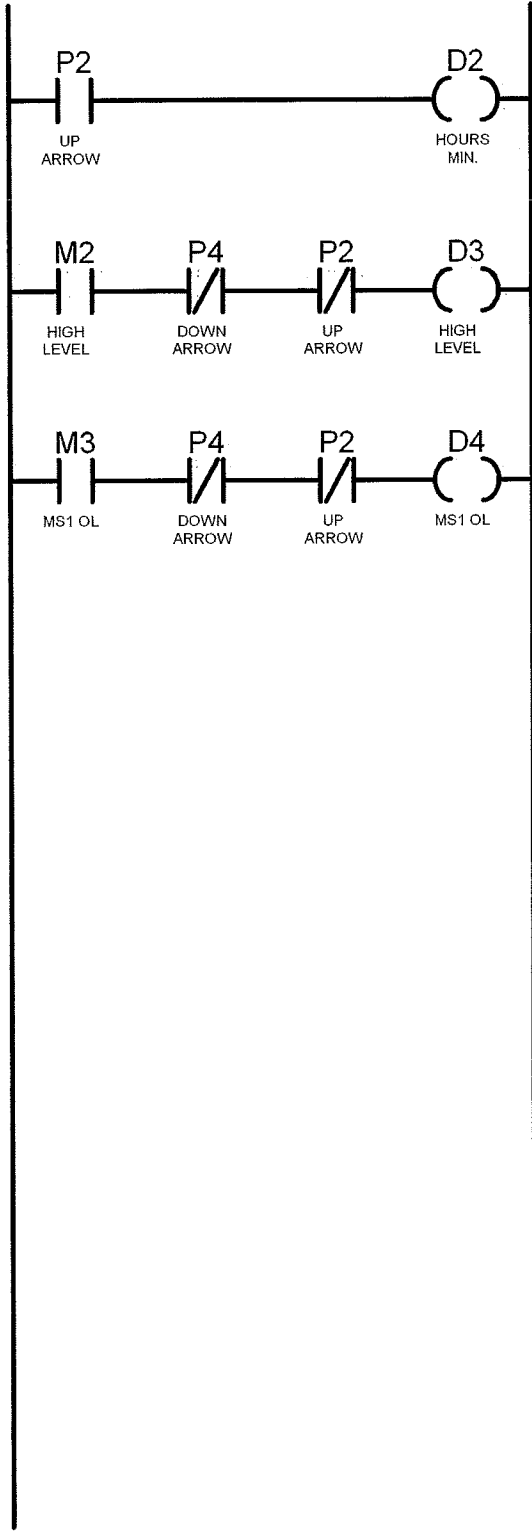 P2 D2
UP
ARROW
HOURS
MIN.
M2 P4 P2 D3
HIGH
LEVEL
DOWN
ARROW
UP
ARROW
HIGH
LEVEL
M3 P4 P2 D4
MS1 OL
DOWN
ARROW
UP
ARROW
MS1 OL